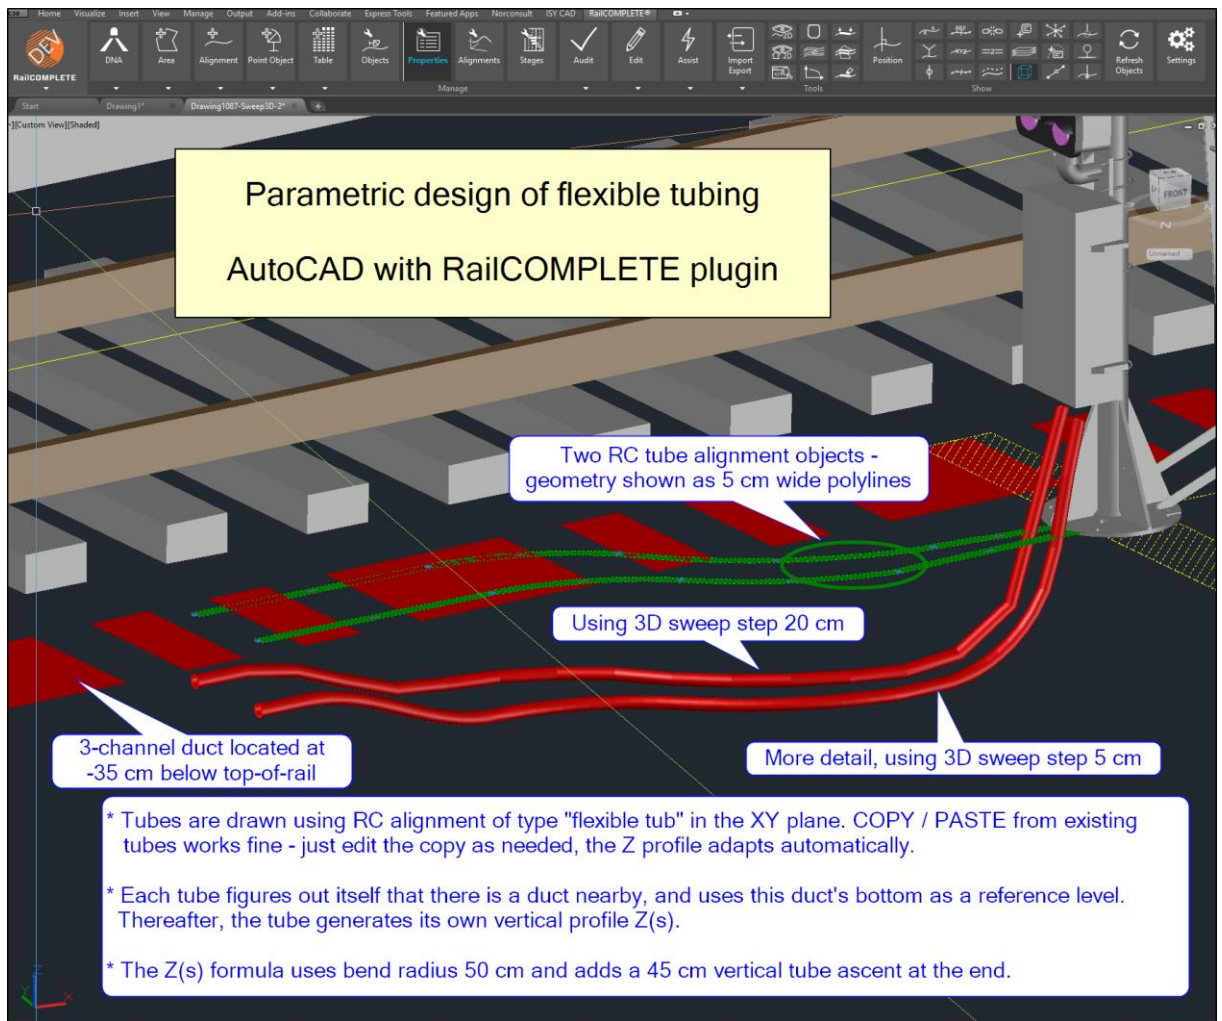 Home Visualize Insert View Manage Output Add-ins Collaborate Express Tools Featured Apps Norconsult ISY CAD RailCOMPLETE®
DEV
RailCOMPLETE
DNA Area Alignment Point Object Table Objects Properties Alignments Stages Audit Edit Assist Import Export Position Refresh Objects Settings
Manage Tools Show
Start Drawing1* Drawing1087-Sweep3D-2*
[Custom View][Shaded]
FRONT
Unnamed
Parametric design of flexible tubing
AutoCAD with RailCOMPLETE plugin
Two RC tube alignment objects -
geometry shown as 5 cm wide polylines
Using 3D sweep step 20 cm
3-channel duct located at
-35 cm below top-of-rail
More detail, using 3D sweep step 5 cm
* Tubes are drawn using RC alignment of type "flexible tub" in the XY plane. COPY / PASTE from existing
tubes works fine - just edit the copy as needed, the Z profile adapts automatically.
* Each tube figures out itself that there is a duct nearby, and uses this duct's bottom as a reference level.
Thereafter, the tube generates its own vertical profile Z(s).
* The Z(s) formula uses bend radius 50 cm and adds a 45 cm vertical tube ascent at the end.
Z
Y X